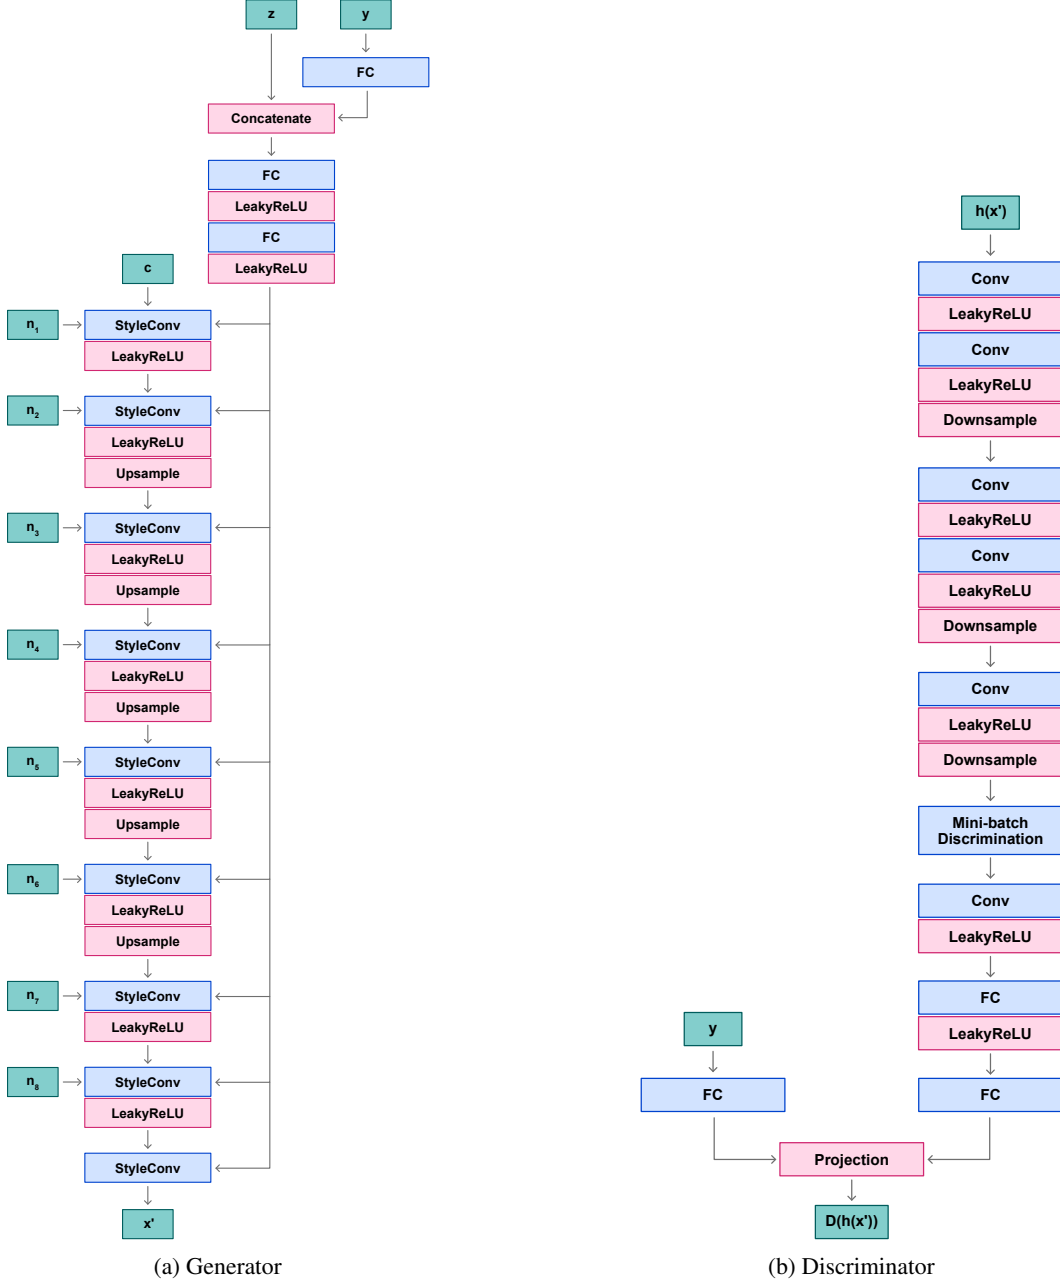 z
y
FC
Concatenate
FC
LeakyReLU
FC
LeakyReLU
c
n₁
StyleConv
LeakyReLU
n₂
StyleConv
LeakyReLU
Upsample
n₃
StyleConv
LeakyReLU
Upsample
n₄
StyleConv
LeakyReLU
Upsample
n₅
StyleConv
LeakyReLU
Upsample
n₆
StyleConv
LeakyReLU
Upsample
n₇
StyleConv
LeakyReLU
n₈
StyleConv
LeakyReLU
StyleConv
x'
(a) Generator
h(x')
Conv
LeakyReLU
Conv
LeakyReLU
Downsample
Conv
LeakyReLU
Conv
LeakyReLU
Downsample
Conv
LeakyReLU
Downsample
Mini-batch
Discrimination
Conv
LeakyReLU
FC
LeakyReLU
y
FC
FC
Projection
D(h(x'))
(b) Discriminator